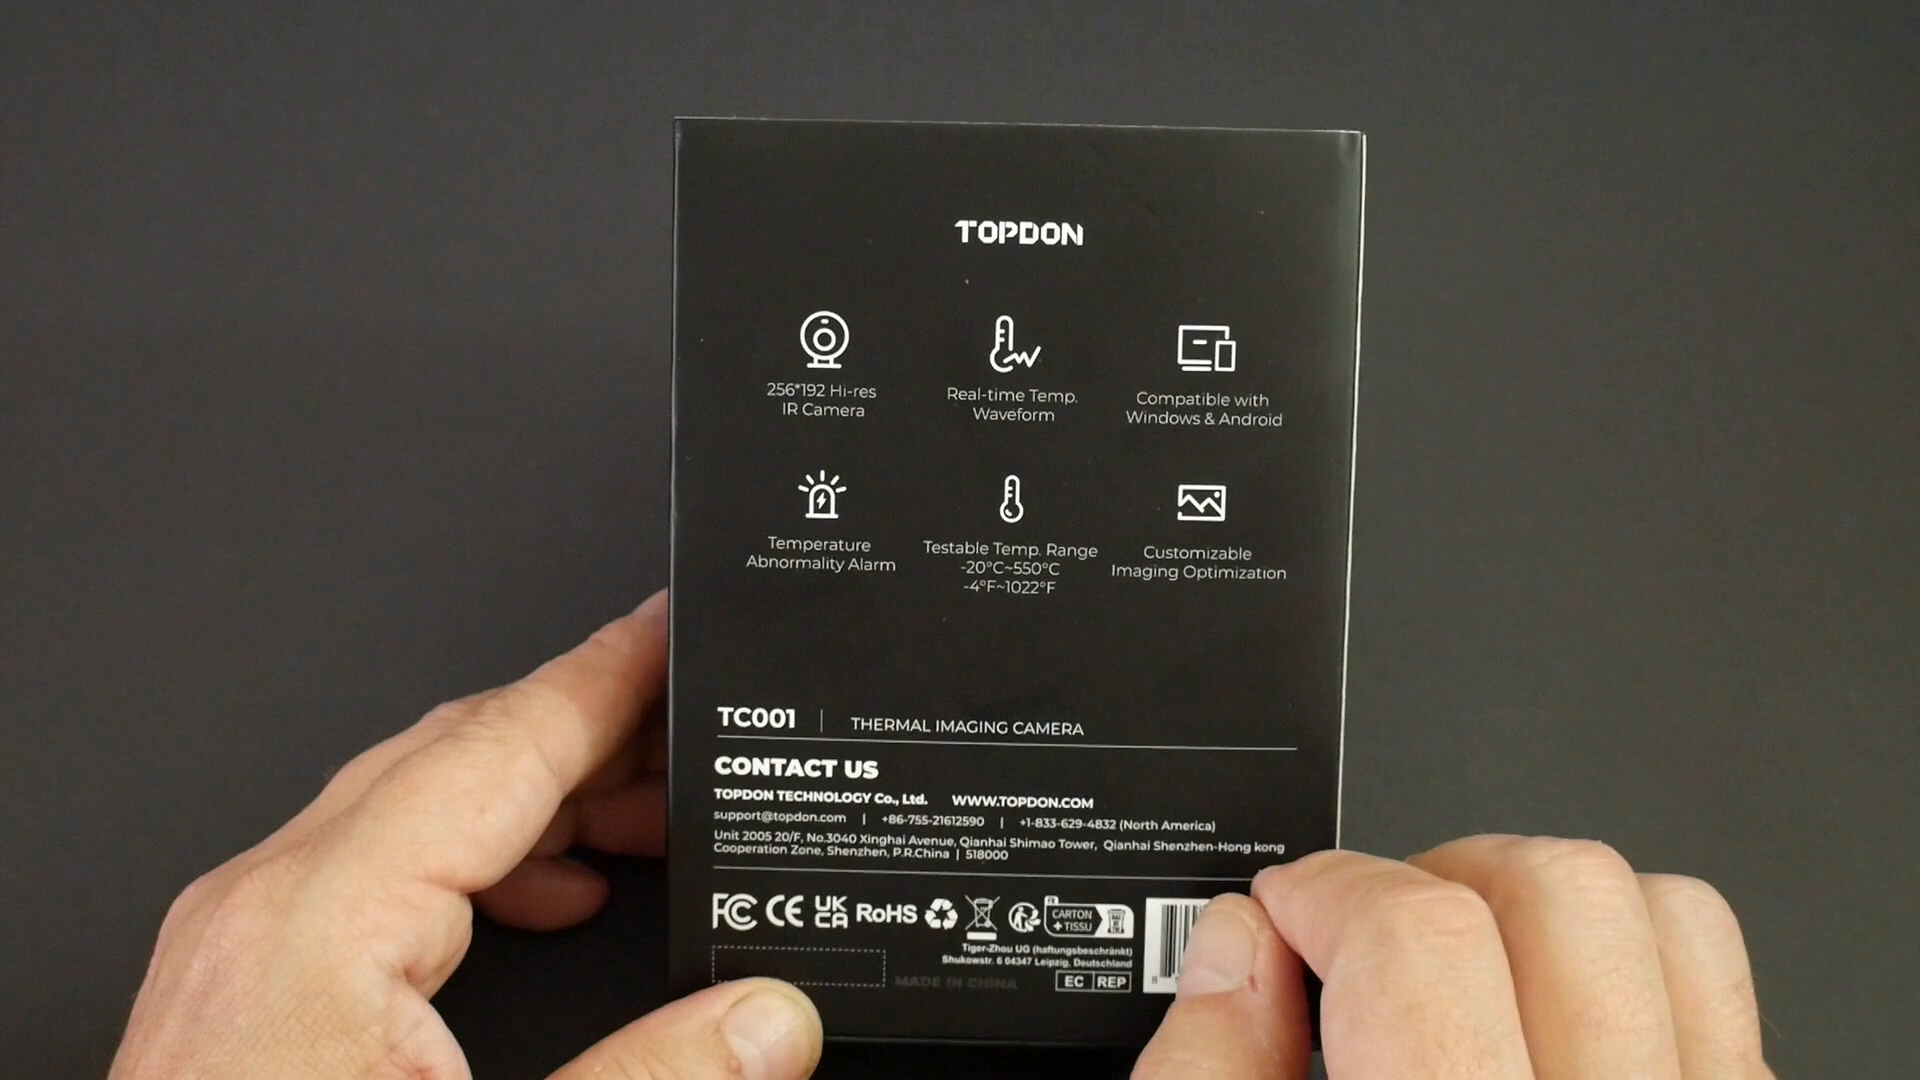 TOPDON
256*192 Hi-res
IR Camera
Real-time Temp.
Waveform
Compatible with
Windows & Android
Temperature
Abnormality Alarm
Testable Temp. Range
-20°C~550°C
-4°F~1022°F
Customizable
Imaging Optimization
TC001 | THERMAL IMAGING CAMERA
CONTACT US
TOPDON TECHNOLOGY Co., Ltd. WWW.TOPDON.COM
support@topdon.com | +86-755-21612590 | +1-833-629-4832 (North America)
Unit 2005 20/F, No.3040 Xinghai Avenue, Qianhai Shimao Tower, Qianhai Shenzhen-Hong kong
Cooperation Zone, Shenzhen, P.R.China | 518000
FC CE UK
CA RoHS
FR
CARTON
+ TISSU
Tiger-Zhou UG (haftungsbeschränkt)
Shukowstr. 6 04347 Leipzig, Deutschland
MADE IN CHINA
EC REP